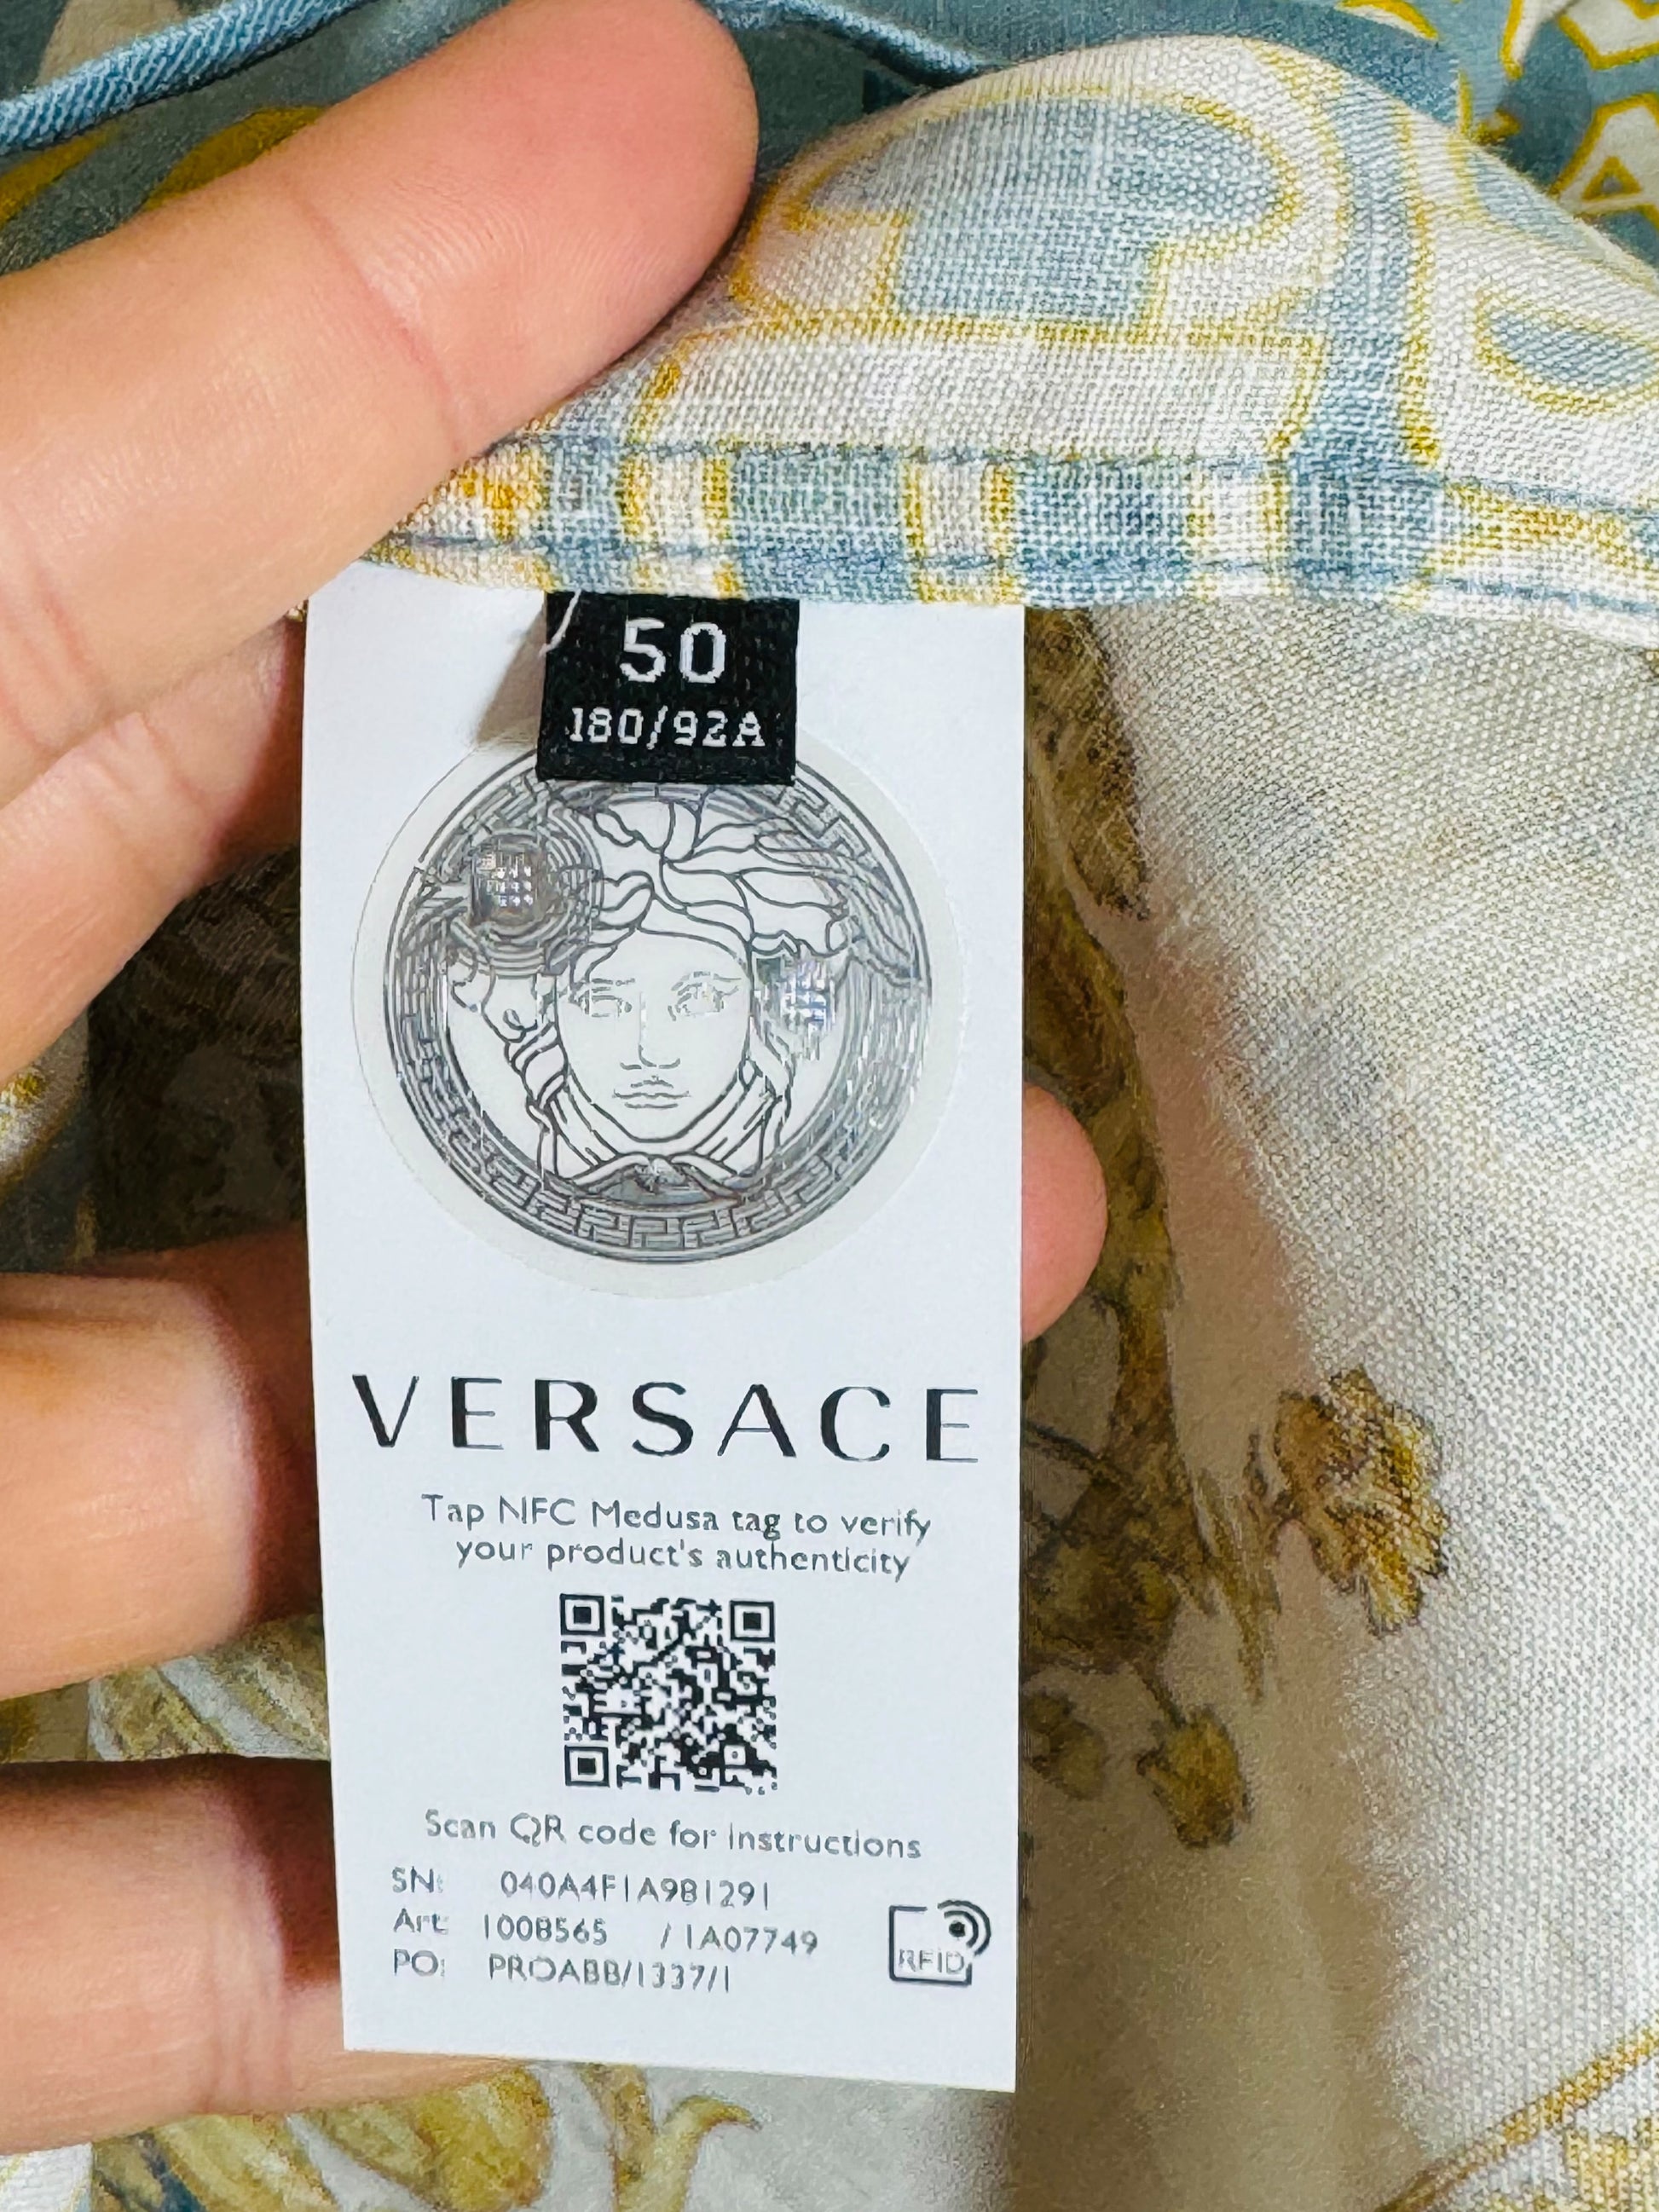 50
180/92A
VERSACE
Tap NFC Medusa tag to verify
your product's authenticity
Scan QR code for instructions
SN: 040A4F1A9B1291
Art: 1008565 / 1A07749
PO: PROABB/1337/1
RFID